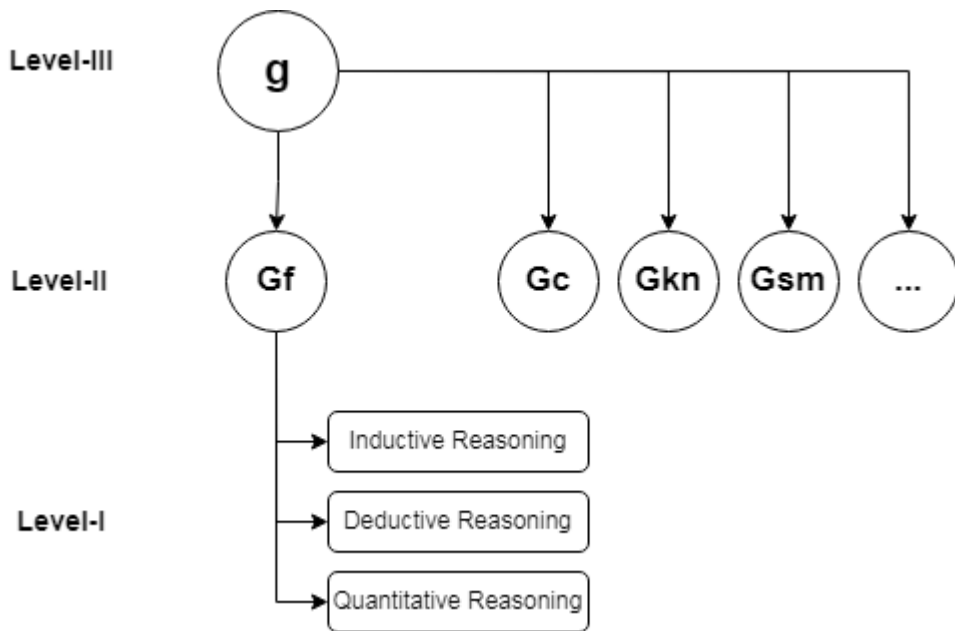 Level-III
g
Level-II
Gf
Gc
Gkn
Gsm
...
Inductive Reasoning
Level-I
Deductive Reasoning
Quantitative Reasoning